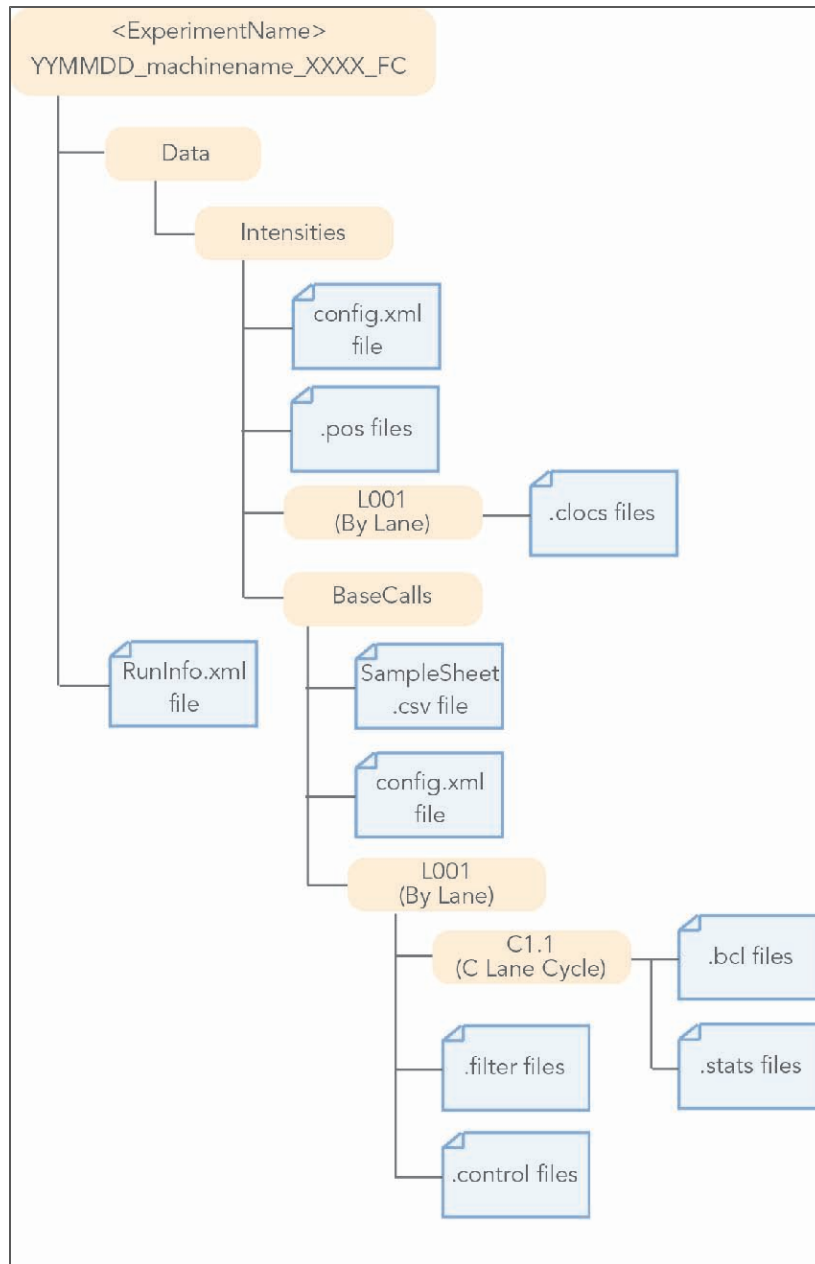 <ExperimentName>
YYMMDD_machinename_XXXX_FC
Data
Intensities
config.xml
file
.pos files
L001
(By Lane)
.clocs files
BaseCalls
RunInfo.xml
file
SampleSheet
.csv file
config.xml
file
L001
(By Lane)
C1.1
(C Lane Cycle)
.bcl files
.filter files
.stats files
.control files